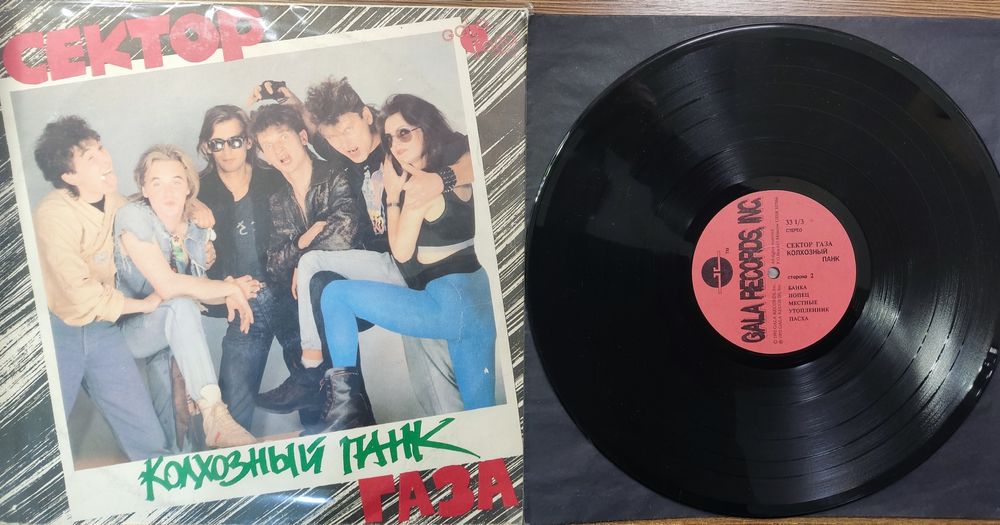 СЕКТОР
КОЛХОЗНЫЙ ПАНК
ГАЗА
GALA RECORDS, INC.
33 1/3
СТЕРЕО
СЕКТОР ГАЗА
КОЛХОЗНЫЙ
ПАНК
сторона 2
БАНКА
ПОПЕЦ
МЕСТНЫЕ
УТОПЛЕННИК
ПАСХА